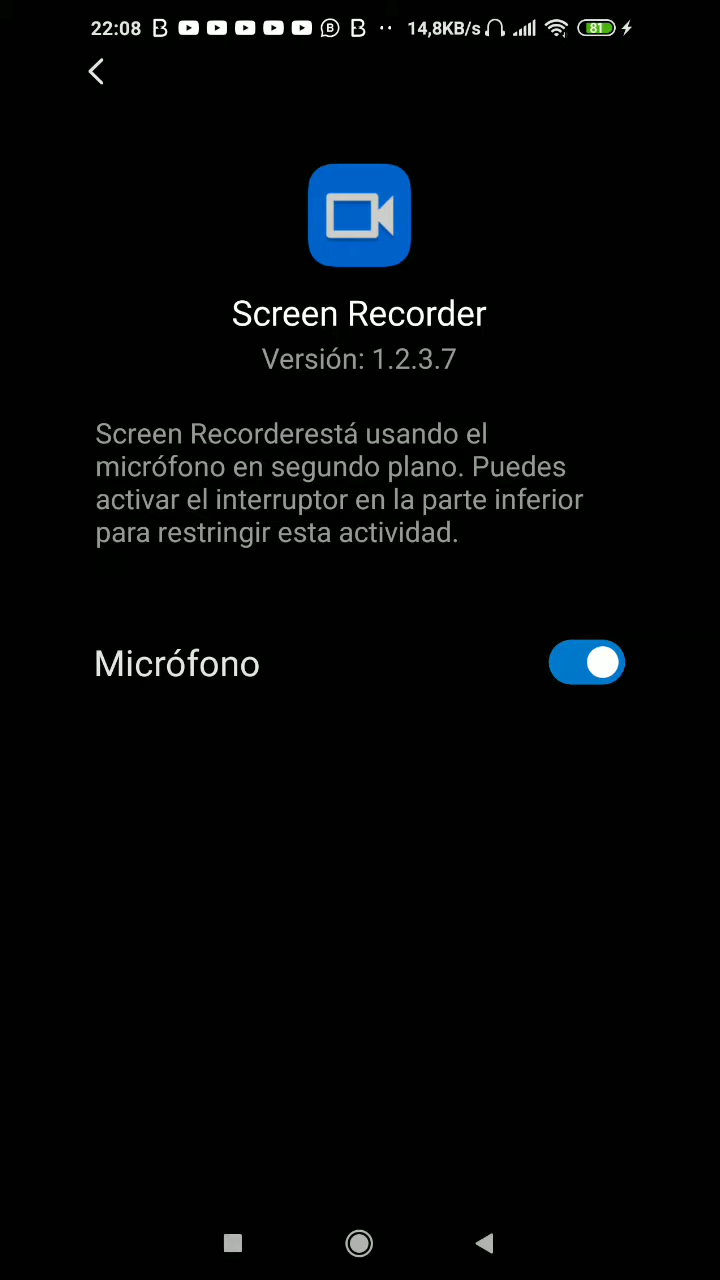 22:08 14,8KB/s 81
Screen Recorder
Versión: 1.2.3.7
Screen Recorderestá usando el
micrófono en segundo plano. Puedes
activar el interruptor en la parte inferior
para restringir esta actividad.
Micrófono